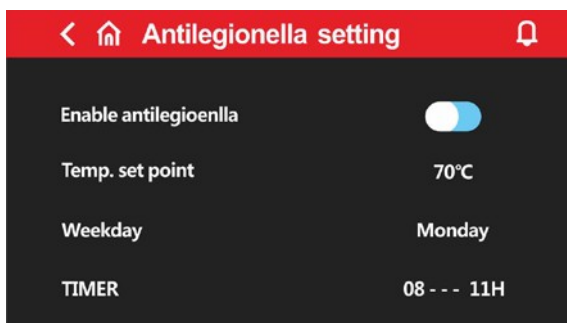 Antilegionella setting
Enable antilegioenlla
Temp. set point 70℃
Weekday Monday
TIMER 08 - - - 11H